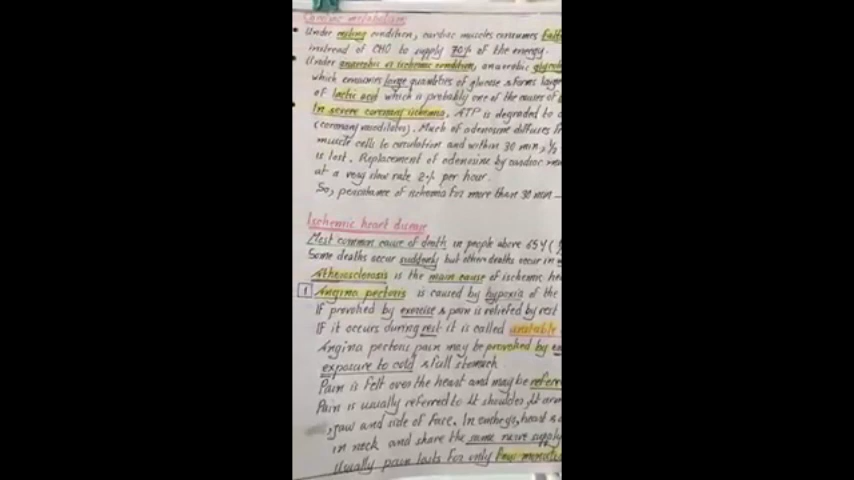 Cardiac metabolism
Under resting condition, cardiac muscles consumes fatty
instead of CHO to supply 70% of the energy.
Under anaerobic or ischemic condition, anaerobic
which consumes large quantities of glucose & forms large
of lactic acid which is probably one of the causes of
In severe coronary ischemia, ATP is degraded to
(coronary vasodilator). Much of adenosine diffuses
muscle cells to circulation and within 30 min, 1/2
is lost. Replacement of adenosine by cardiac
at a very slow rate 2% per hour.
So, persistance of ischemia for more than 30 min
Ischemic heart disease
Most common cause of death in people above 65 y
Some deaths occur suddenly but other deaths occur in
Atherosclerosis is the main cause of ischemic
1 Angina pectoris is caused by hypoxia of the
If provoked by exercise & pain is relieved by rest
If it occurs during rest it is called unstable
Angina pectoris pain may be provoked by
exposure to cold & full stomach
Pain is felt over the heart and may be
Pain is usually referred to lt shoulder, lt
, jaw and side of face. In embryo, heart &
in neck and share the same nerve supply
Usually pain lasts for only few